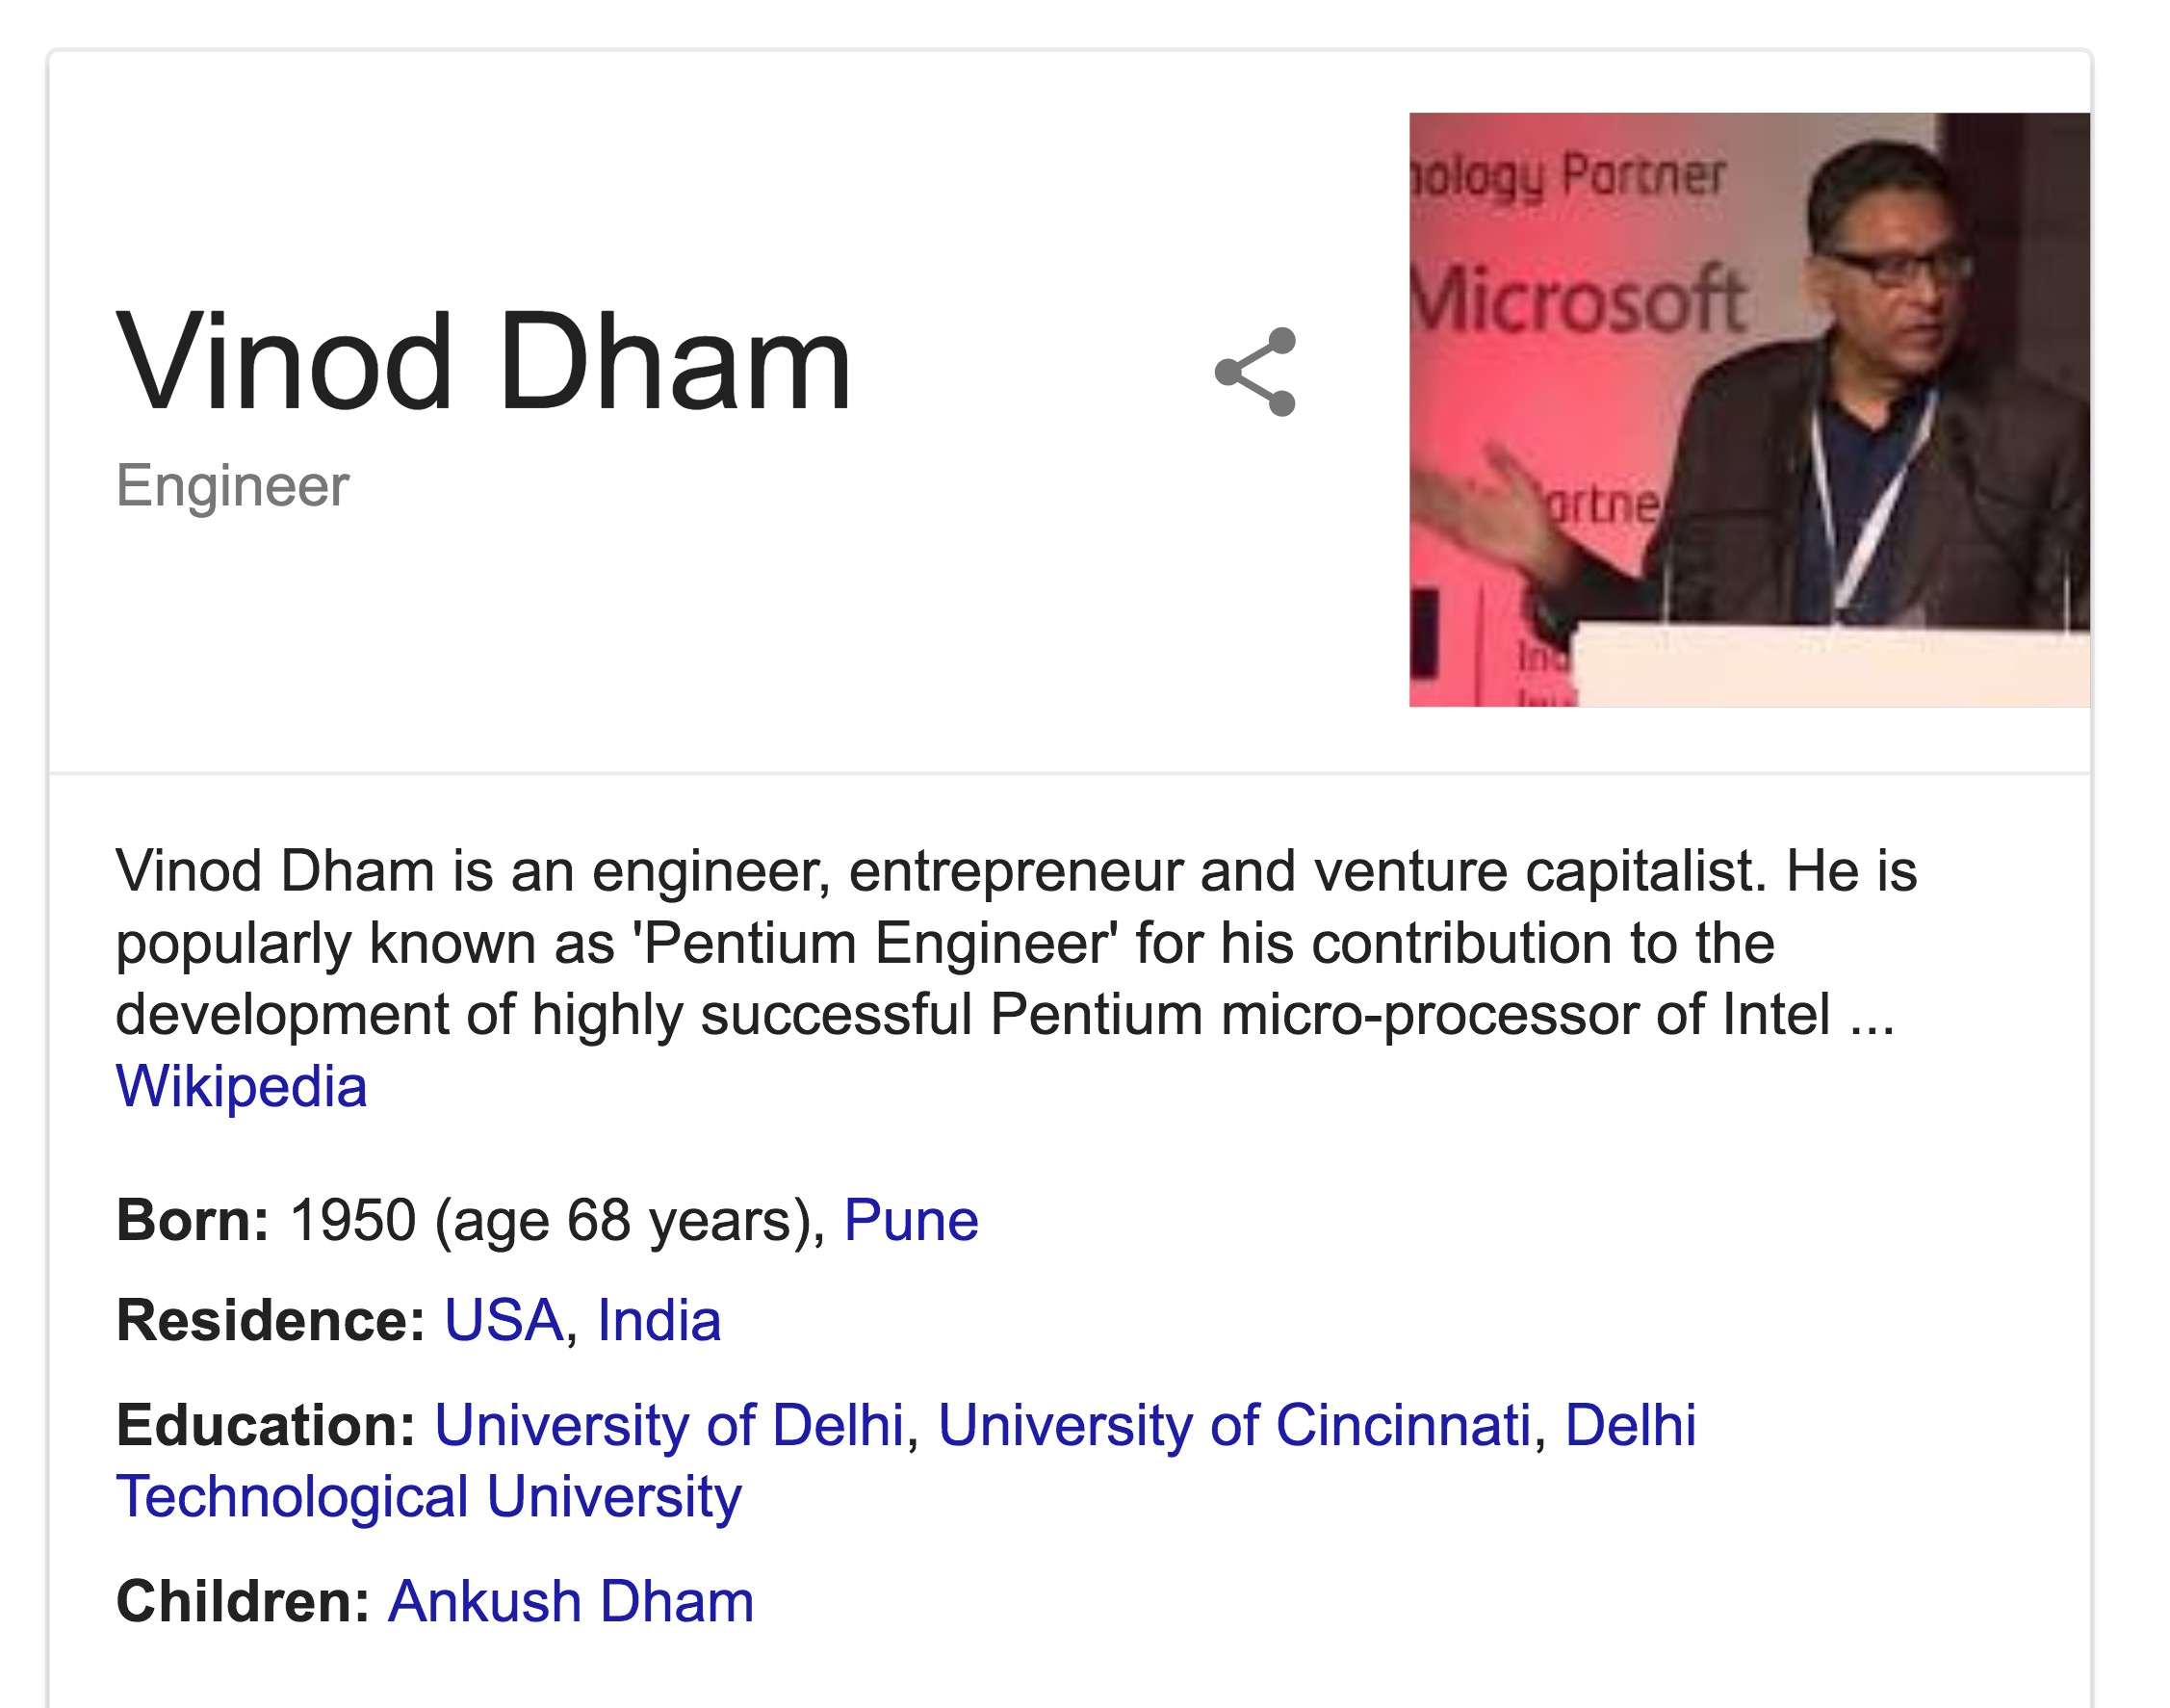 nology Partner
Microsoft
Vinod Dham
Engineer
artne
Vinod Dham is an engineer, entrepreneur and venture capitalist. He is
popularly known as 'Pentium Engineer' for his contribution to the
development of highly successful Pentium micro-processor of Intel ...
Wikipedia
Born: 1950 (age 68 years), Pune
Residence: USA, India
Education: University of Delhi, University of Cincinnati, Delhi
Technological University
Children: Ankush Dham